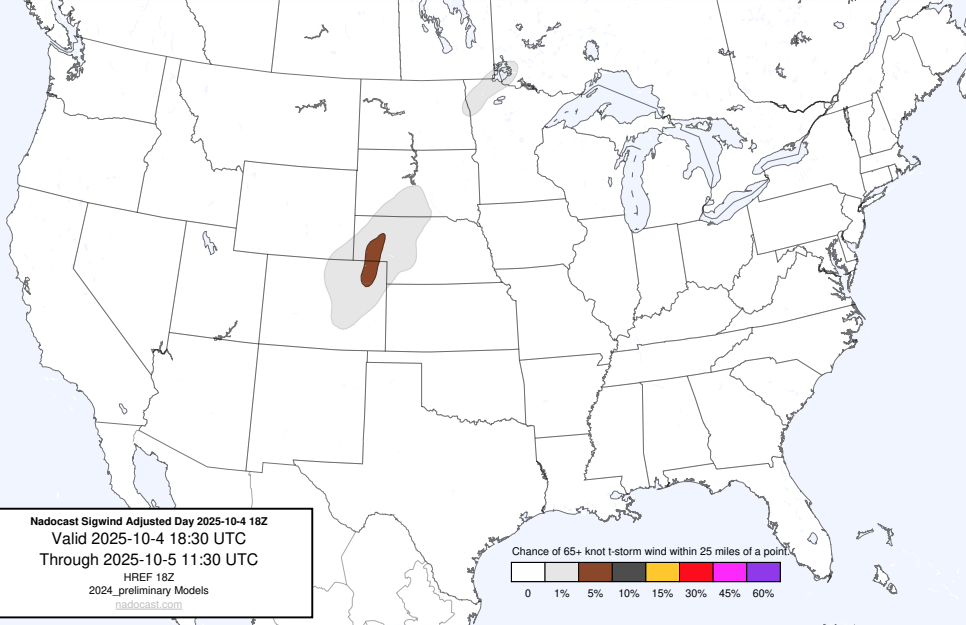 Nadocast Sigwind Adjusted Day 2025-10-4 18Z
Valid 2025-10-4 18:30 UTC
Through 2025-10-5 11:30 UTC
HREF 18Z
2024_preliminary Models
nadocast.com
Chance of 65+ knot t-storm wind within 25 miles of a point.
0 1% 5% 10% 15% 30% 45% 60%